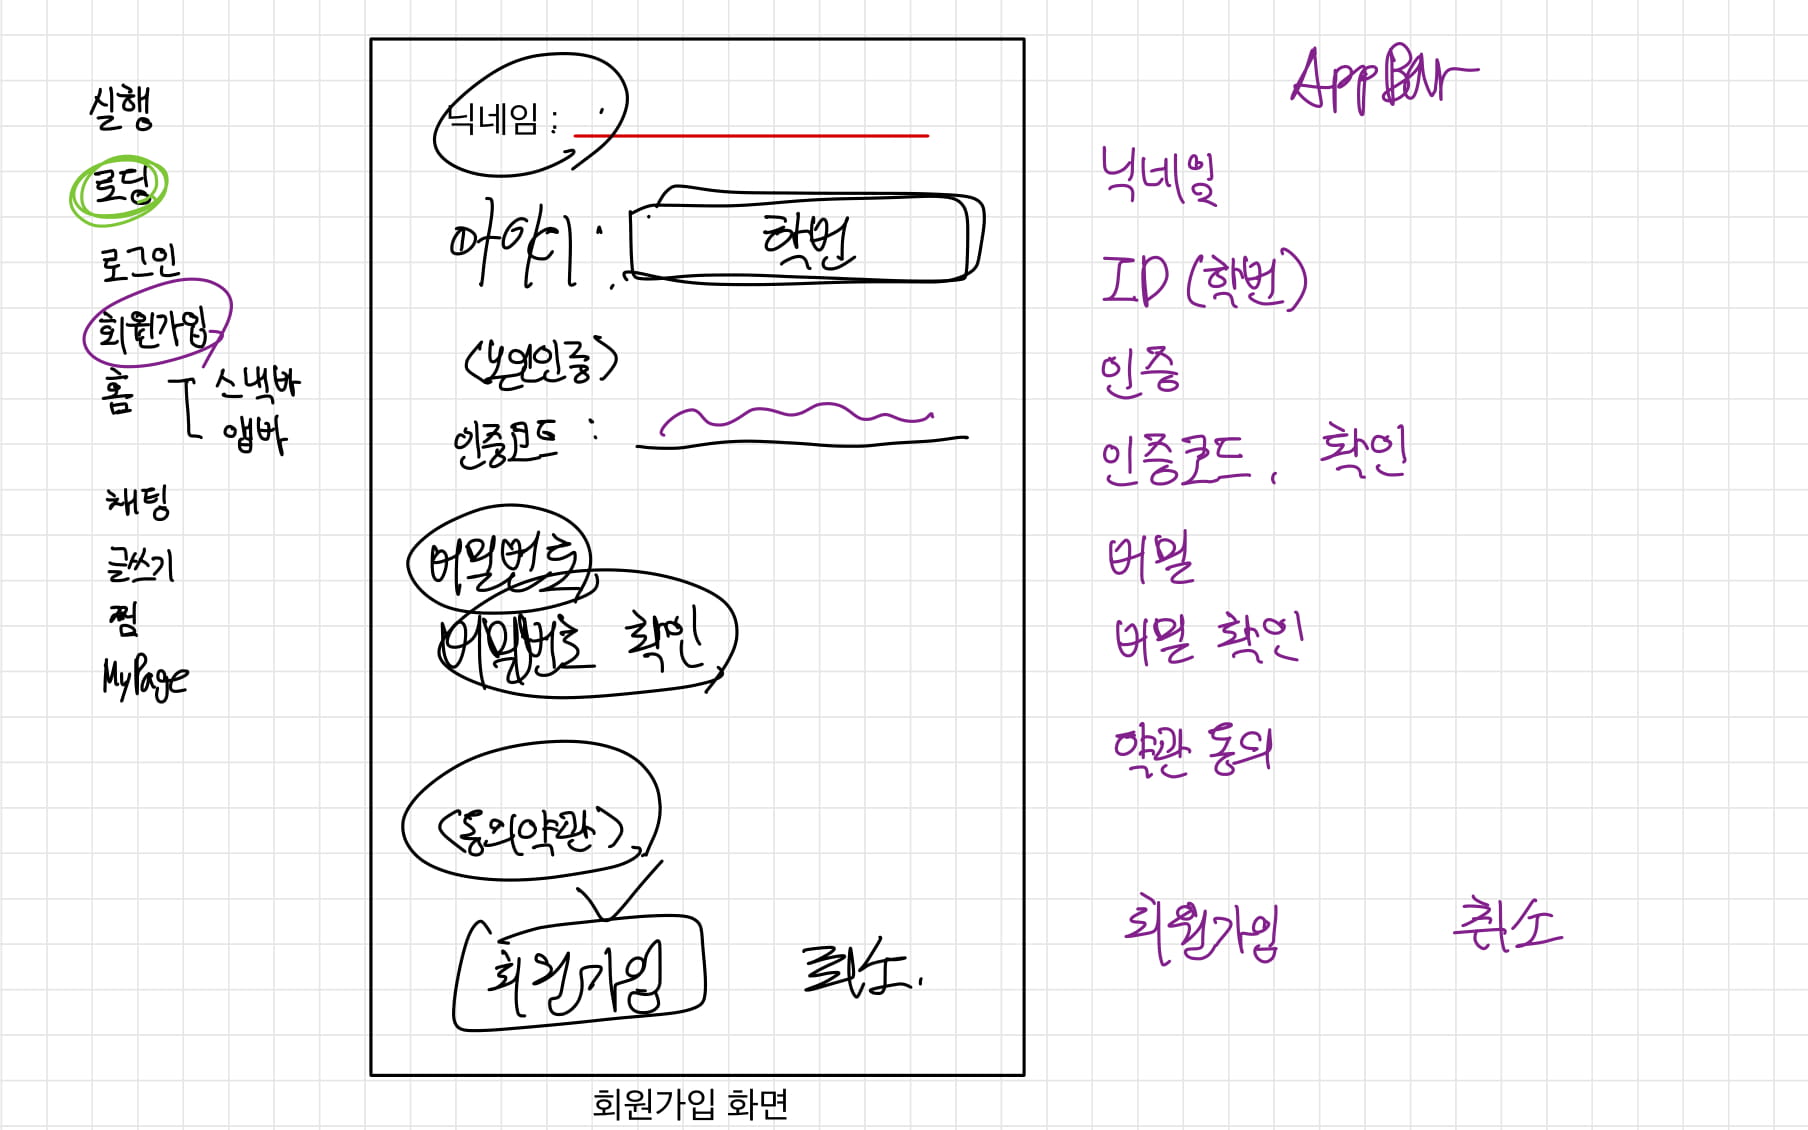 실행
로딩
로그인
회원가입
홈
스낵바
앱바
채팅
글쓰기
찜
MyPage
닉네임 :
아이디 : 학번
<본인인증>
인증코드 :
비밀번호
비밀번호 확인
<동의약관>
회원가입 취소.
회원가입 화면
AppBar
닉네임
ID (학번)
인증
인증코드, 확인
비밀
비밀 확인
약관 동의
회원가입 취소